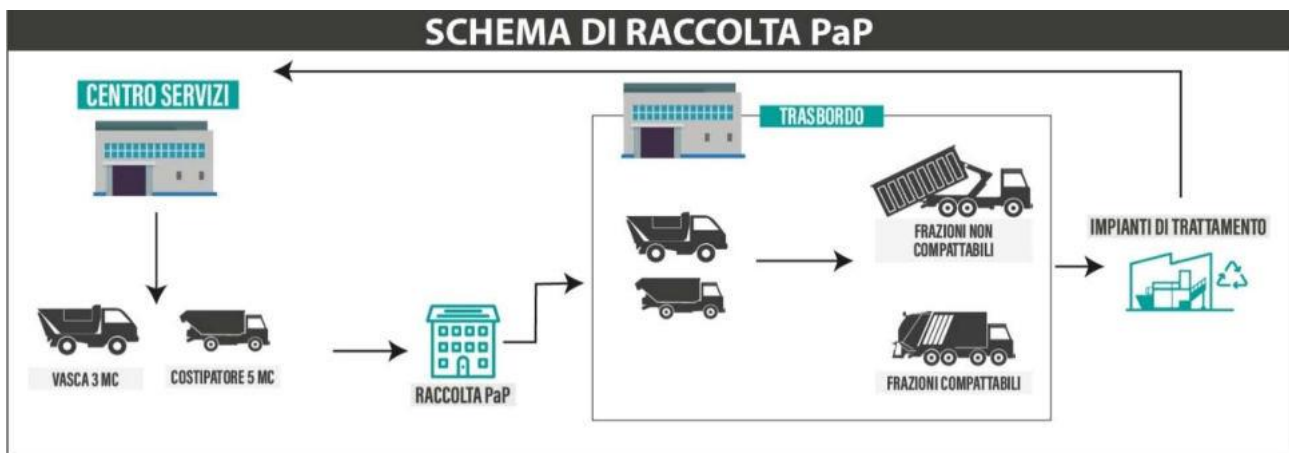 SCHEMA DI RACCOLTA PaP
CENTRO SERVIZI
TRASBORDO
FRAZIONI NON
COMPATTABILI
IMPIANTI DI TRATTAMENTO
VASCA 3 MC
COSTIPATORE 5 MC
RACCOLTA PaP
FRAZIONI COMPATTABILI